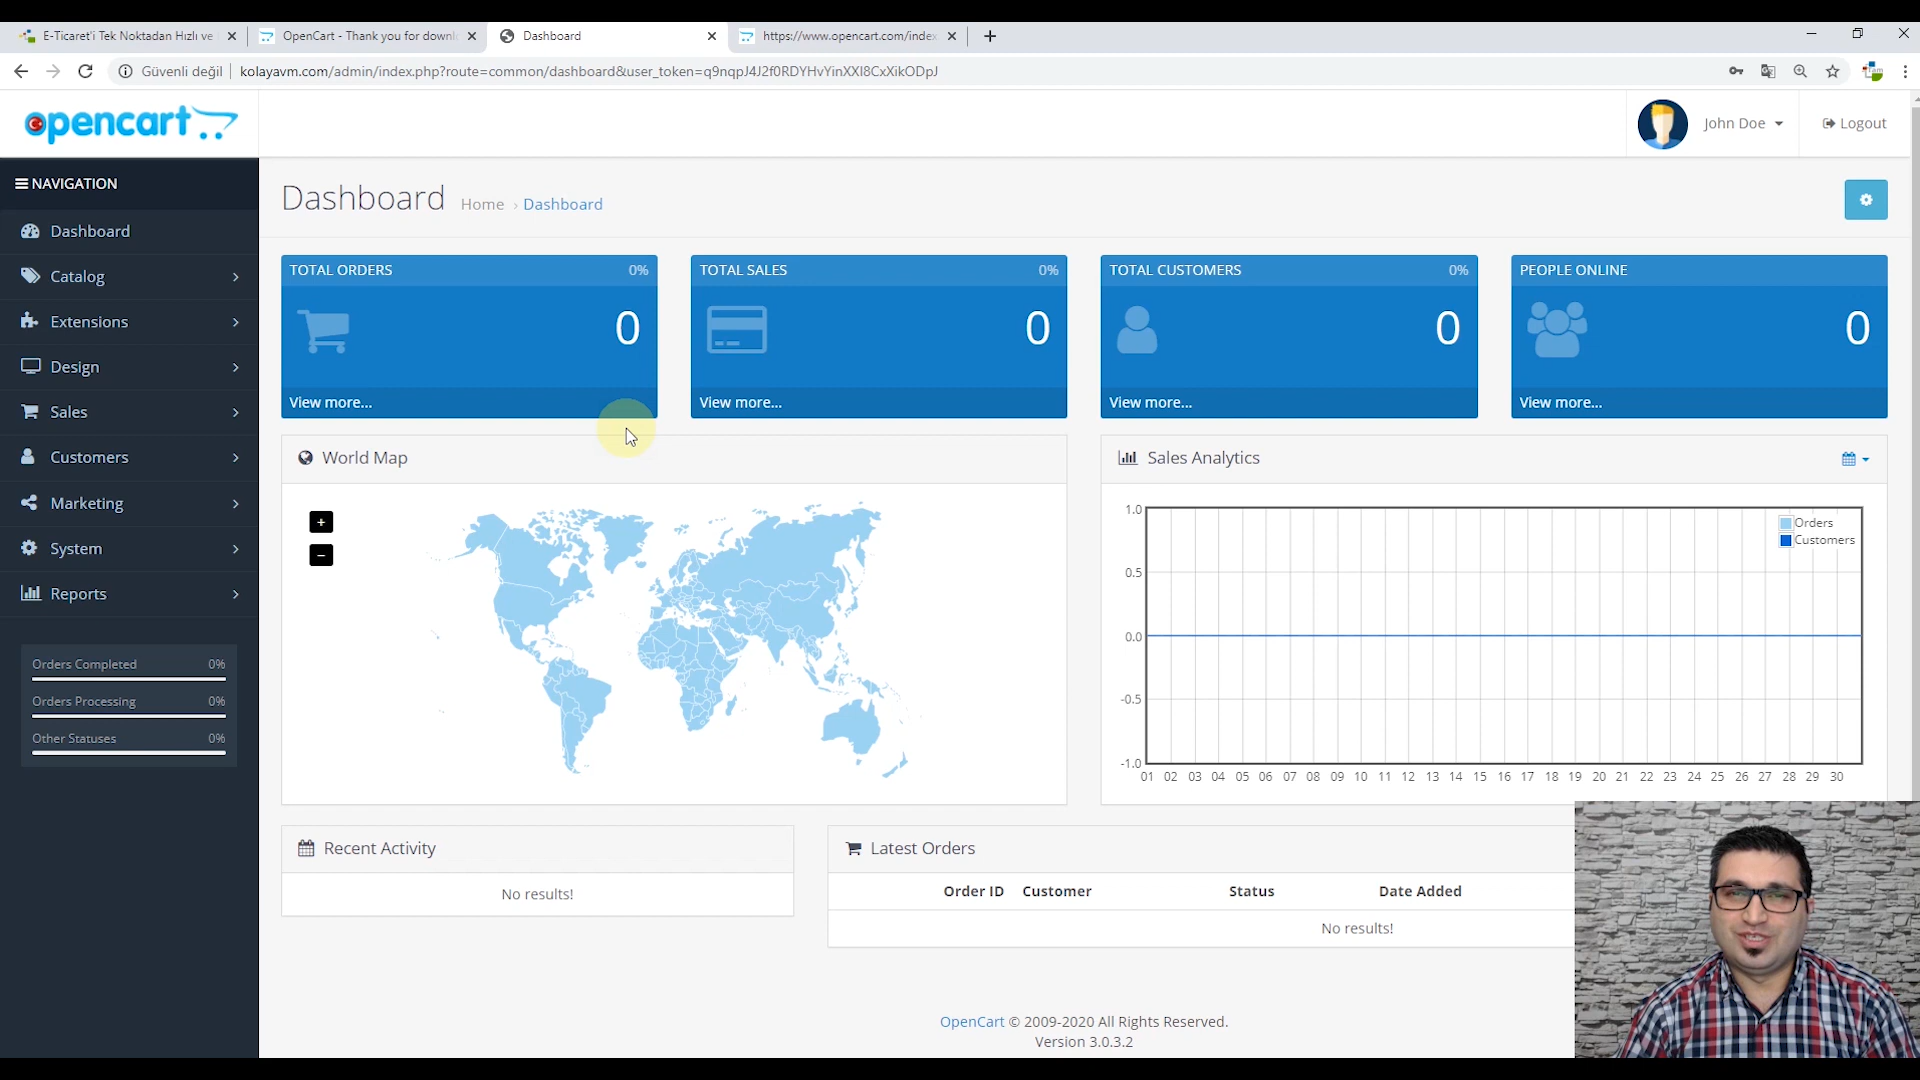 E-Ticaret'i Tek Noktadan Hızlı ve
OpenCart - Thank you for downl
Dashboard
https://www.opencart.com/index
Güvenli değil
kolayavm.com/admin/index.php?route=common/dashboard&user_token=q9nqpJ4J2f0RDYHvYinXXI8CxXikODpJ
opencart
John Doe
Logout
NAVIGATION
Dashboard
Catalog
Extensions
Design
Sales
Customers
Marketing
System
Reports
Orders Completed 0%
Orders Processing 0%
Other Statuses 0%
Dashboard Home › Dashboard
TOTAL ORDERS 0%
0
View more...
TOTAL SALES 0%
0
View more...
TOTAL CUSTOMERS 0%
0
View more...
PEOPLE ONLINE
0
View more...
World Map
+
−
Sales Analytics
Orders
Customers
1.0
0.5
0.0
-0.5
-1.0
01 02 03 04 05 06 07 08 09 10 11 12 13 14 15 16 17 18 19 20 21 22 23 24 25 26 27 28 29 30
Recent Activity
No results!
Latest Orders
Order ID Customer Status Date Added
No results!
OpenCart © 2009-2020 All Rights Reserved.
Version 3.0.3.2